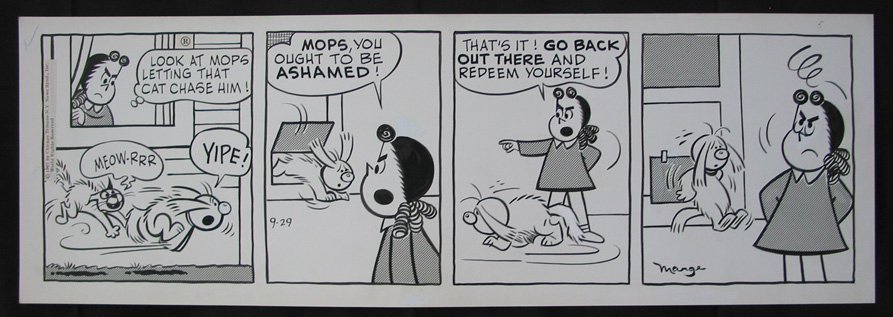 ®
LOOK AT MOPS
LETTING THAT
CAT CHASE HIM!
MEOW-RRR
YIPE!
MOPS, YOU
OUGHT TO BE
ASHAMED!
9-29
THAT'S IT! GO BACK
OUT THERE AND
REDEEM YOURSELF!
5
Marge